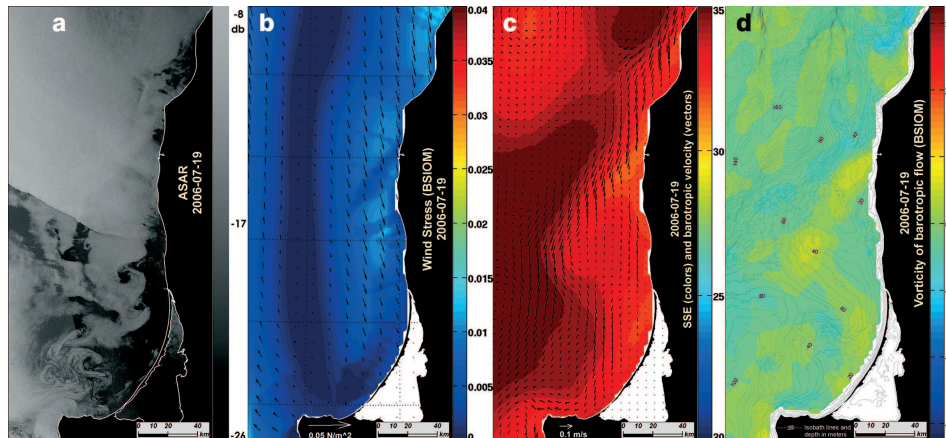 a
ASAR
2006-07-19
0
20
40
km
-8
db
-17
-26
b
Wind Stress (BSIOM)
2006-07-19
0.05 N/m^2
0
20
40
km
0.04
0.035
0.03
0.025
0.02
0.015
0.01
0.005
0
c
2006-07-19
SSE (colors) and barotropic velocity (vectors)
0.1 m/s
0
20
40
km
35
30
25
20
d
2006-07-19
Vorticity of barotropic flow (BSIOM)
Isobath lines and
depth in meters
0
20
40
km